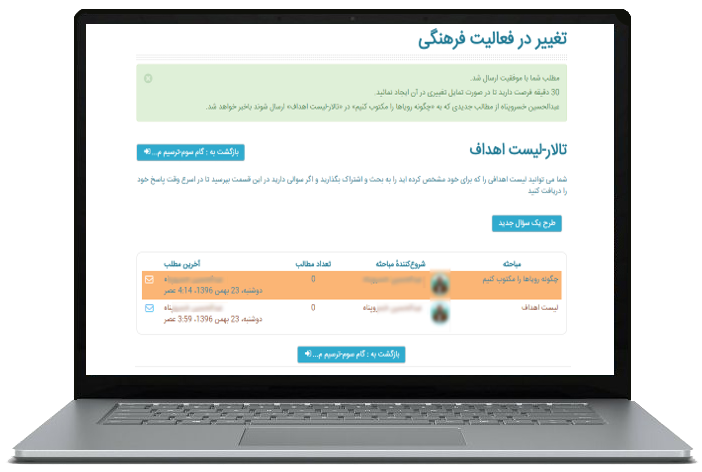 تغییر در فعالیت فرهنگی
مطلب شما با موفقیت ارسال شد.
30 دقیقه فرصت دارید تا در صورت تمایل تغییری در آن ایجاد نمائید.
عبدالحسین خسروپناه از مطالب جدیدی که به «چگونه رویاها را مکتوب کنیم» در «تالار-لیست اهداف» ارسال شوند باخبر خواهد شد.
تالار-لیست اهداف
بازگشت به : گام سوم-ترسیم م...
شما می توانید لیست اهدافی را که برای خود مشخص کرده اید را به بحث و اشتراک بگذارید و اگر سوالی دارید در این قسمت بپرسید تا در اسرع وقت پاسخ خود
را دریافت کنید
طرح یک سؤال جدید
مباحثه شروع‌کنندهٔ مباحثه تعداد مطالب آخرین مطلب
چگونه رویاها را مکتوب کنیم 0
دوشنبه، 23 بهمن 1396، 4:14 عصر
لیست اهداف 0
دوشنبه، 23 بهمن 1396، 3:59 عصر
بازگشت به : گام سوم-ترسیم م...